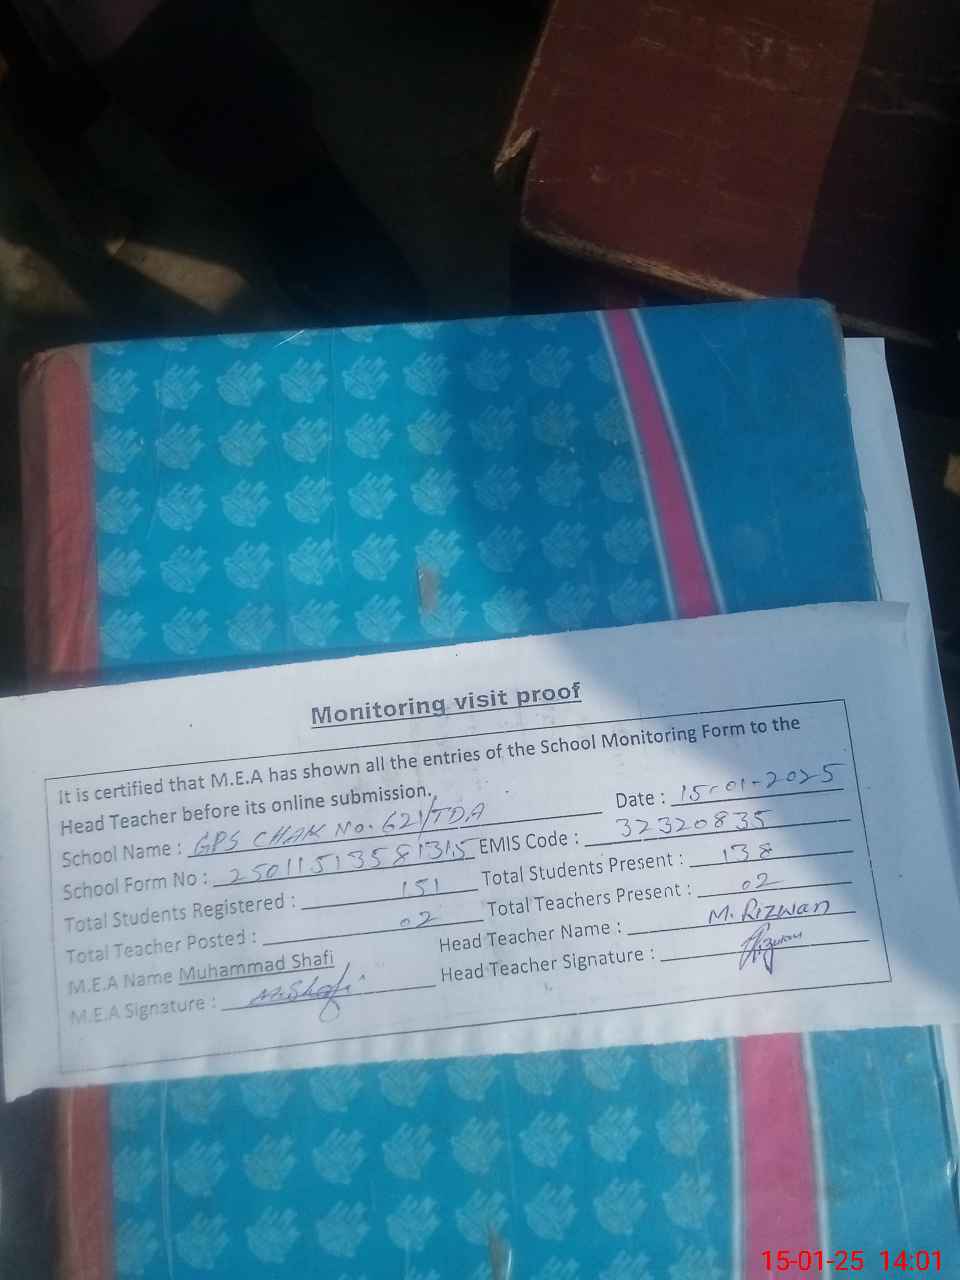 Monitoring visit proof
It is certified that M.E.A has shown all the entries of the School Monitoring Form to the
Head Teacher before its online submission.
Date : 15-01-2025
School Name : GPS CHAK No. 621/TDA
EMIS Code : 32320835
School Form No : 25011513581315
Total Students Present : 138
Total Students Registered : 151
Total Teachers Present : 02
Total Teacher Posted : 02
Head Teacher Name : M. Rizwan
M.E.A Name Muhammad Shafi
Head Teacher Signature : Rizwan
M.E.A Signature : M.Shafi
15-01-25 14:01